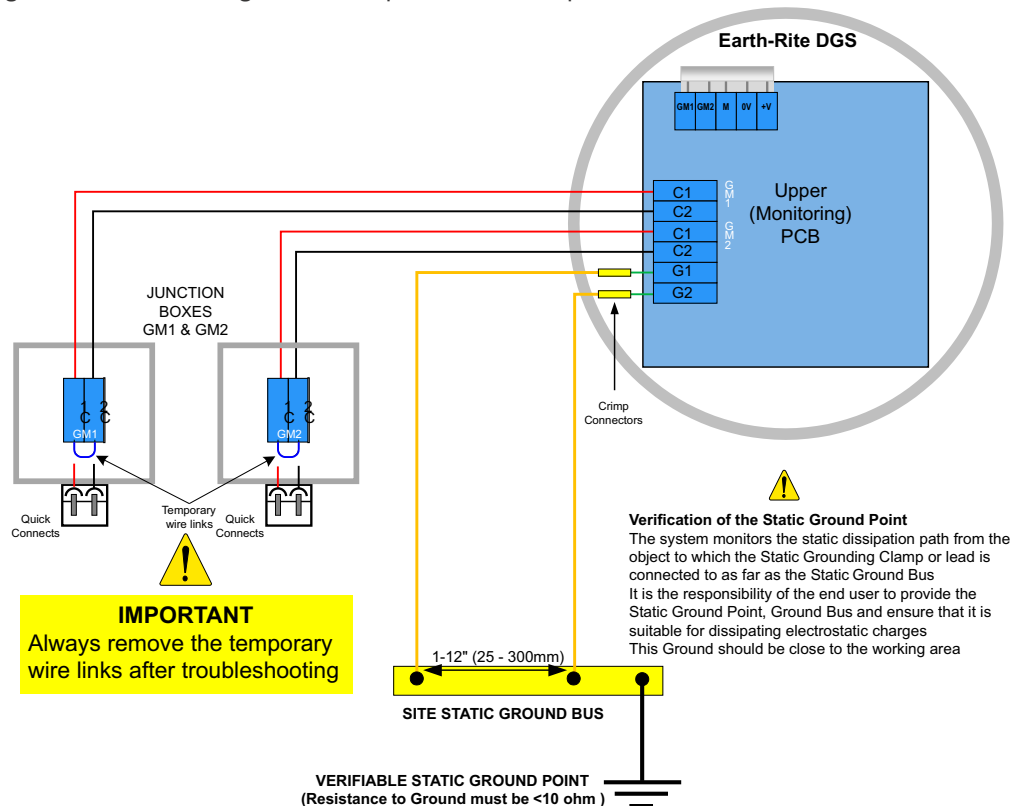 Earth-Rite DGS
GM1 GM2 M 0V +V
C1
C2
C1
C2
G1
G2
GM1
GM2
Upper
(Monitoring)
PCB
JUNCTION
BOXES
GM1 & GM2
1 2
C C
GM1
1 2
C C
GM2
Crimp
Connectors
Quick
Connects
Temporary
wire links
Quick
Connects
IMPORTANT
Always remove the temporary
wire links after troubleshooting
Verification of the Static Ground Point
The system monitors the static dissipation path from the
object to which the Static Grounding Clamp or lead is
connected to as far as the Static Ground Bus
It is the responsibility of the end user to provide the
Static Ground Point, Ground Bus and ensure that it is
suitable for dissipating electrostatic charges
This Ground should be close to the working area
1-12" (25 - 300mm)
SITE STATIC GROUND BUS
VERIFIABLE STATIC GROUND POINT
(Resistance to Ground must be <10 ohm )